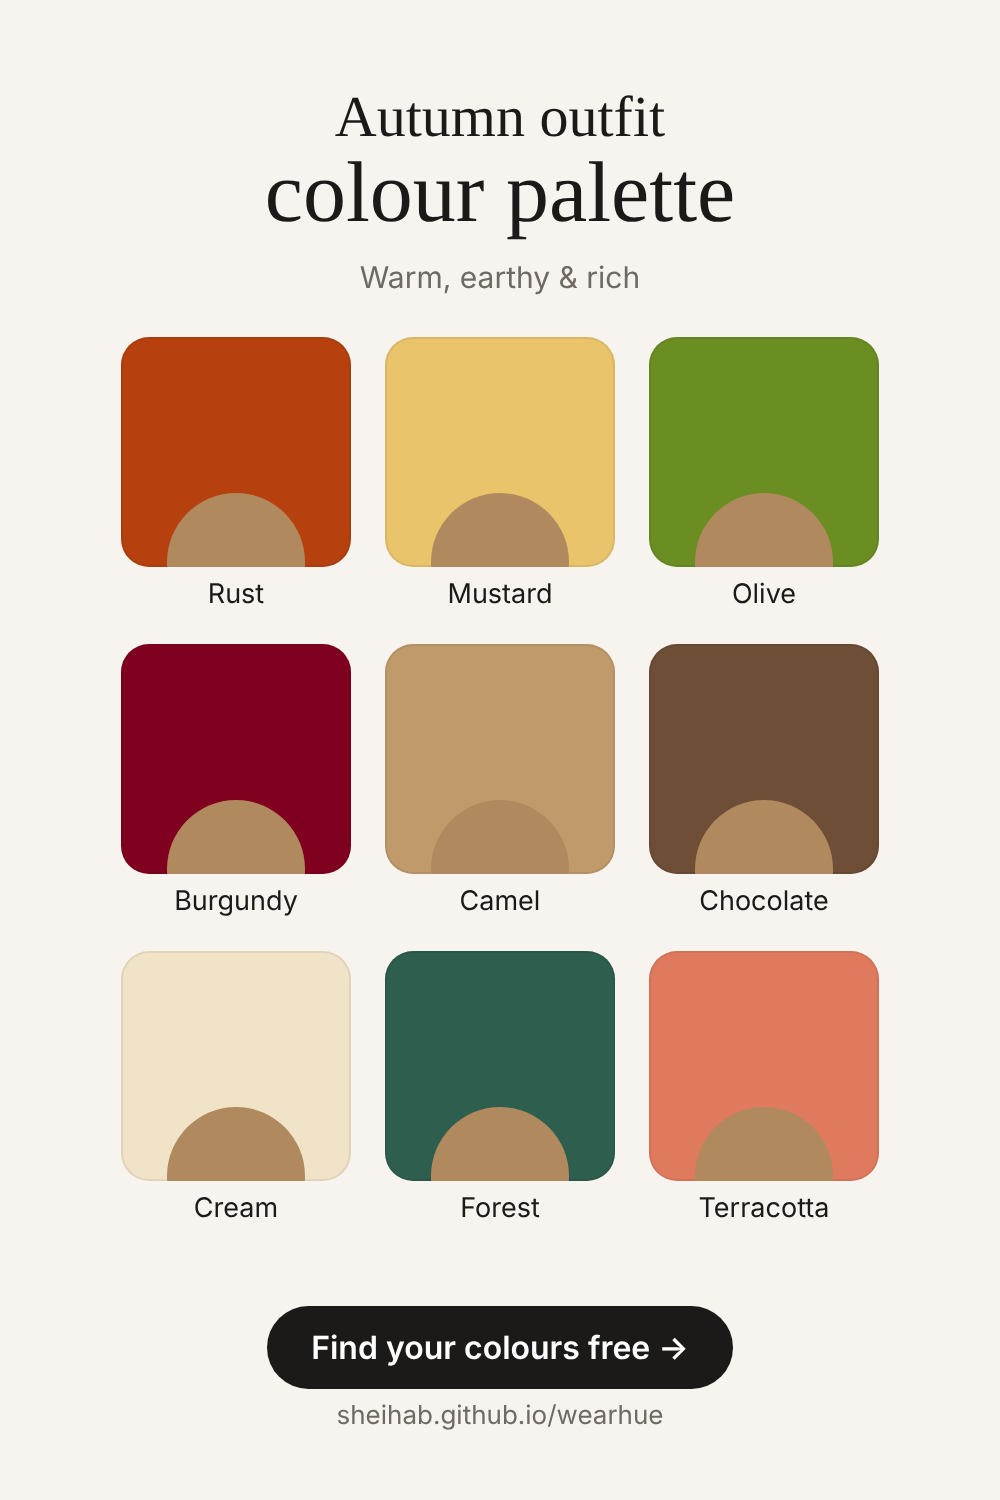 Autumn outfit
colour palette
Warm, earthy & rich
Rust
Mustard
Olive
Burgundy
Camel
Chocolate
Cream
Forest
Terracotta
Find your colours free →
sheihab.github.io/wearhue